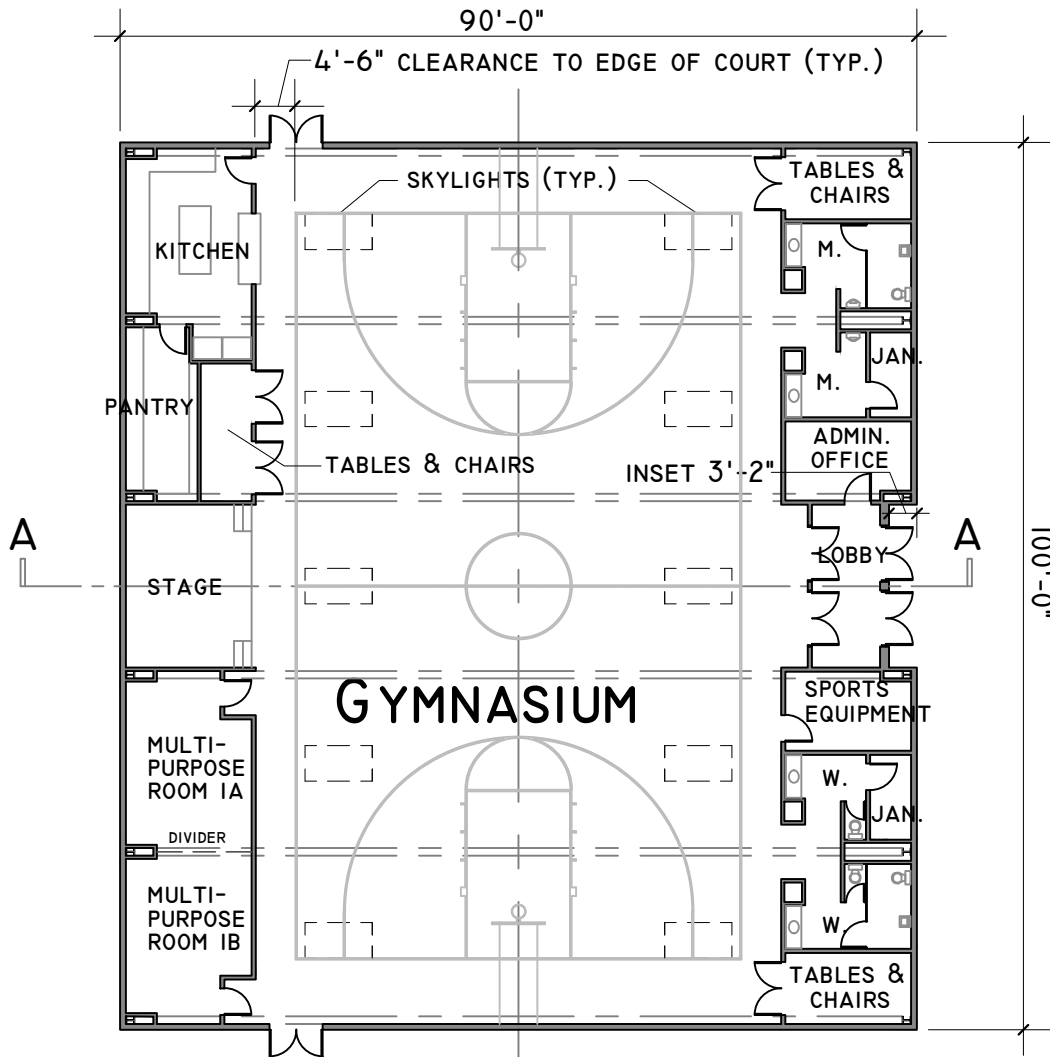 90'-0"
4'-6" CLEARANCE TO EDGE OF COURT (TYP.)
SKYLIGHTS (TYP.)
TABLES &
CHAIRS
KITCHEN
M.
JAN.
PANTRY
M.
TABLES & CHAIRS
ADMIN.
OFFICE
INSET 3'-2"
A
A
LOBBY
100'-0"
STAGE
GYMNASIUM
SPORTS
EQUIPMENT
MULTI-
PURPOSE
ROOM 1A
W.
JAN.
DIVIDER
MULTI-
PURPOSE
ROOM 1B
W.
TABLES &
CHAIRS